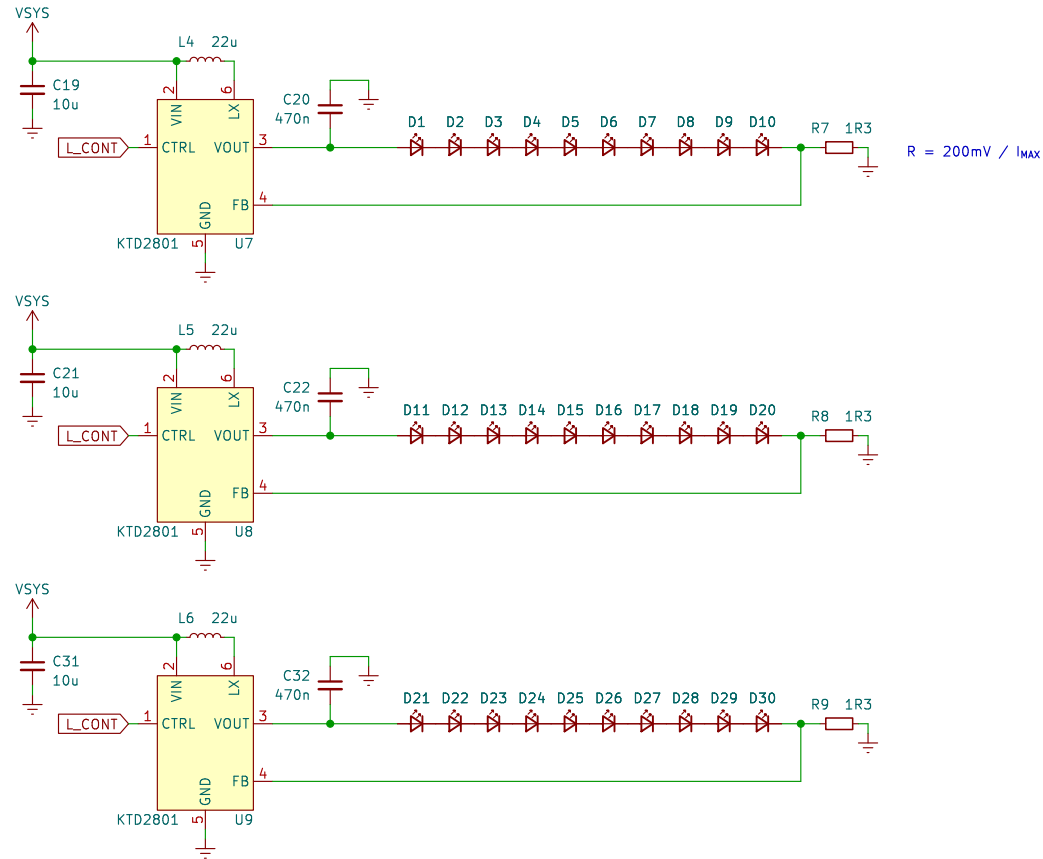 VSYS
L4 22u
C19
10u
2
6
VIN
LX
C20
470n
L_CONT
1
CTRL
VOUT
3
D1 D2 D3 D4 D5 D6 D7 D8 D9 D10
R7 1R3
R = 200mV / IMAX
FB
4
GND
5
KTD2801
U7
VSYS
L5 22u
C21
10u
2
6
VIN
LX
C22
470n
L_CONT
1
CTRL
VOUT
3
D11 D12 D13 D14 D15 D16 D17 D18 D19 D20
R8 1R3
FB
4
GND
5
KTD2801
U8
VSYS
L6 22u
C31
10u
2
6
VIN
LX
C32
470n
L_CONT
1
CTRL
VOUT
3
D21 D22 D23 D24 D25 D26 D27 D28 D29 D30
R9 1R3
FB
4
GND
5
KTD2801
U9